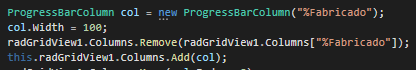 ProgressBarColumn col = new ProgressBarColumn("%Fabricado");
col.Width = 100;
radGridView1.Columns.Remove(radGridView1.Columns["%Fabricado"]);
this.radGridView1.Columns.Add(col);